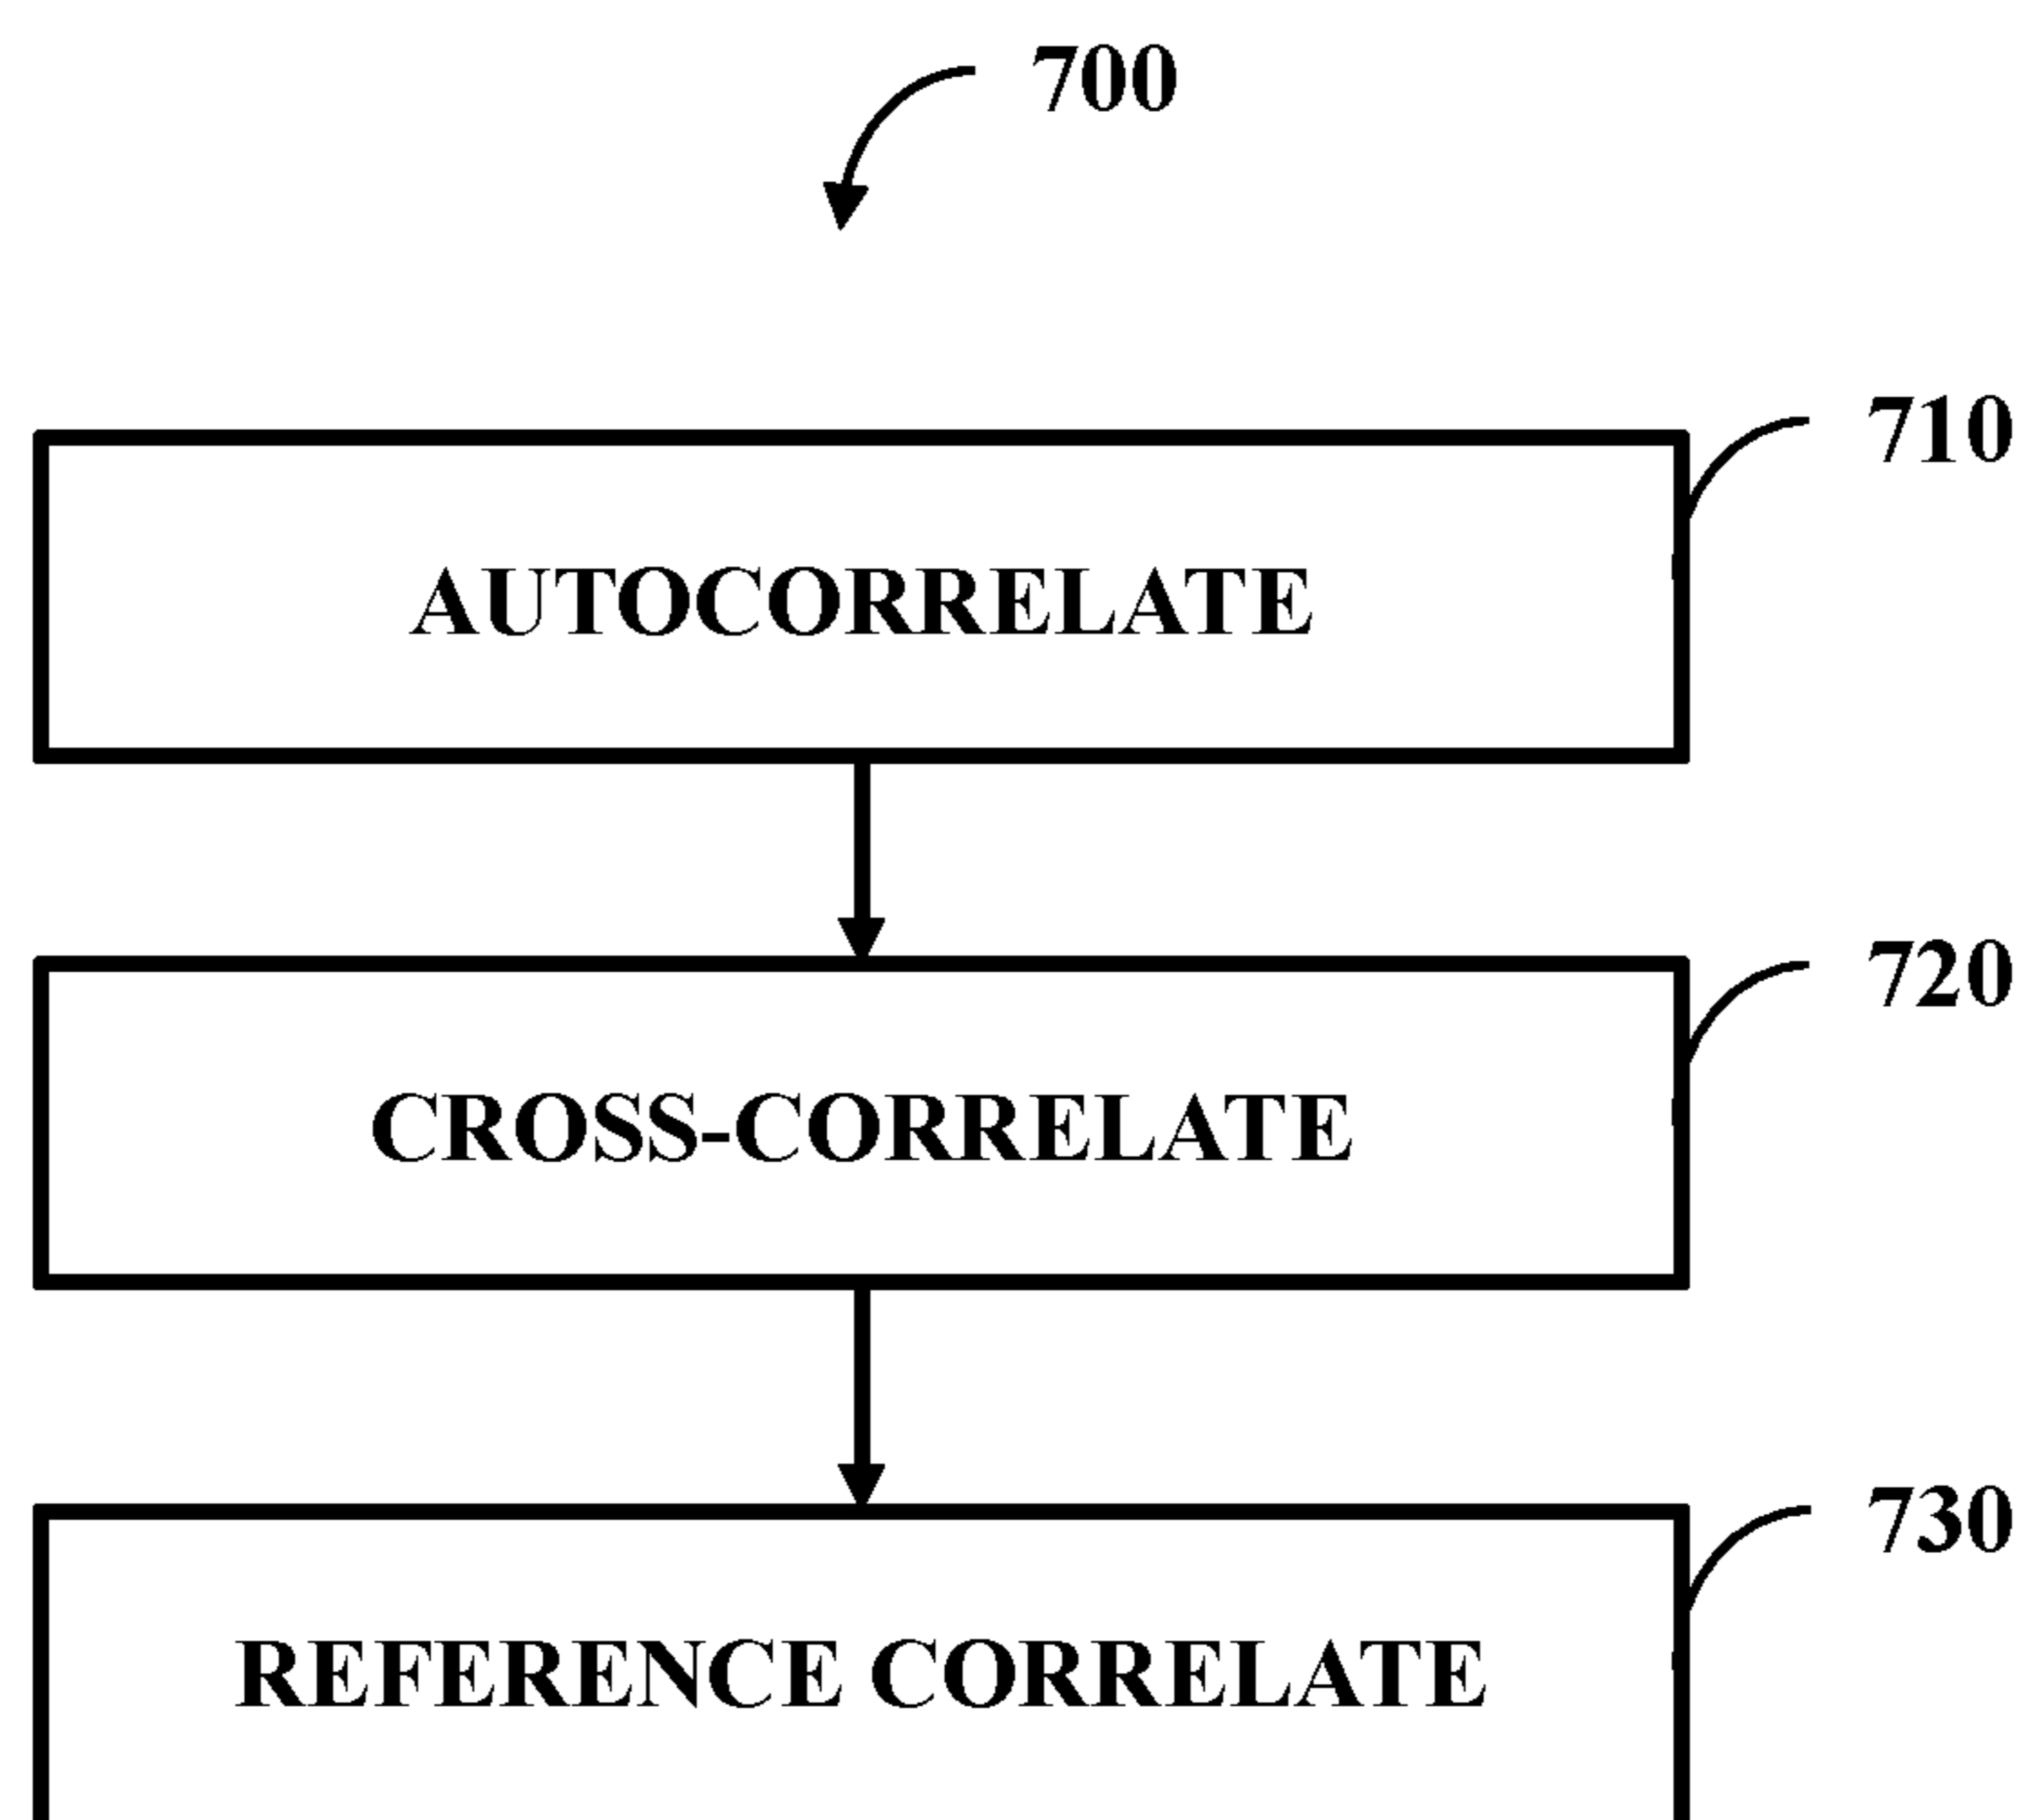 700
710
AUTOCORRELATE
720
CROSS-CORRELATE
730
REFERENCE CORRELATE